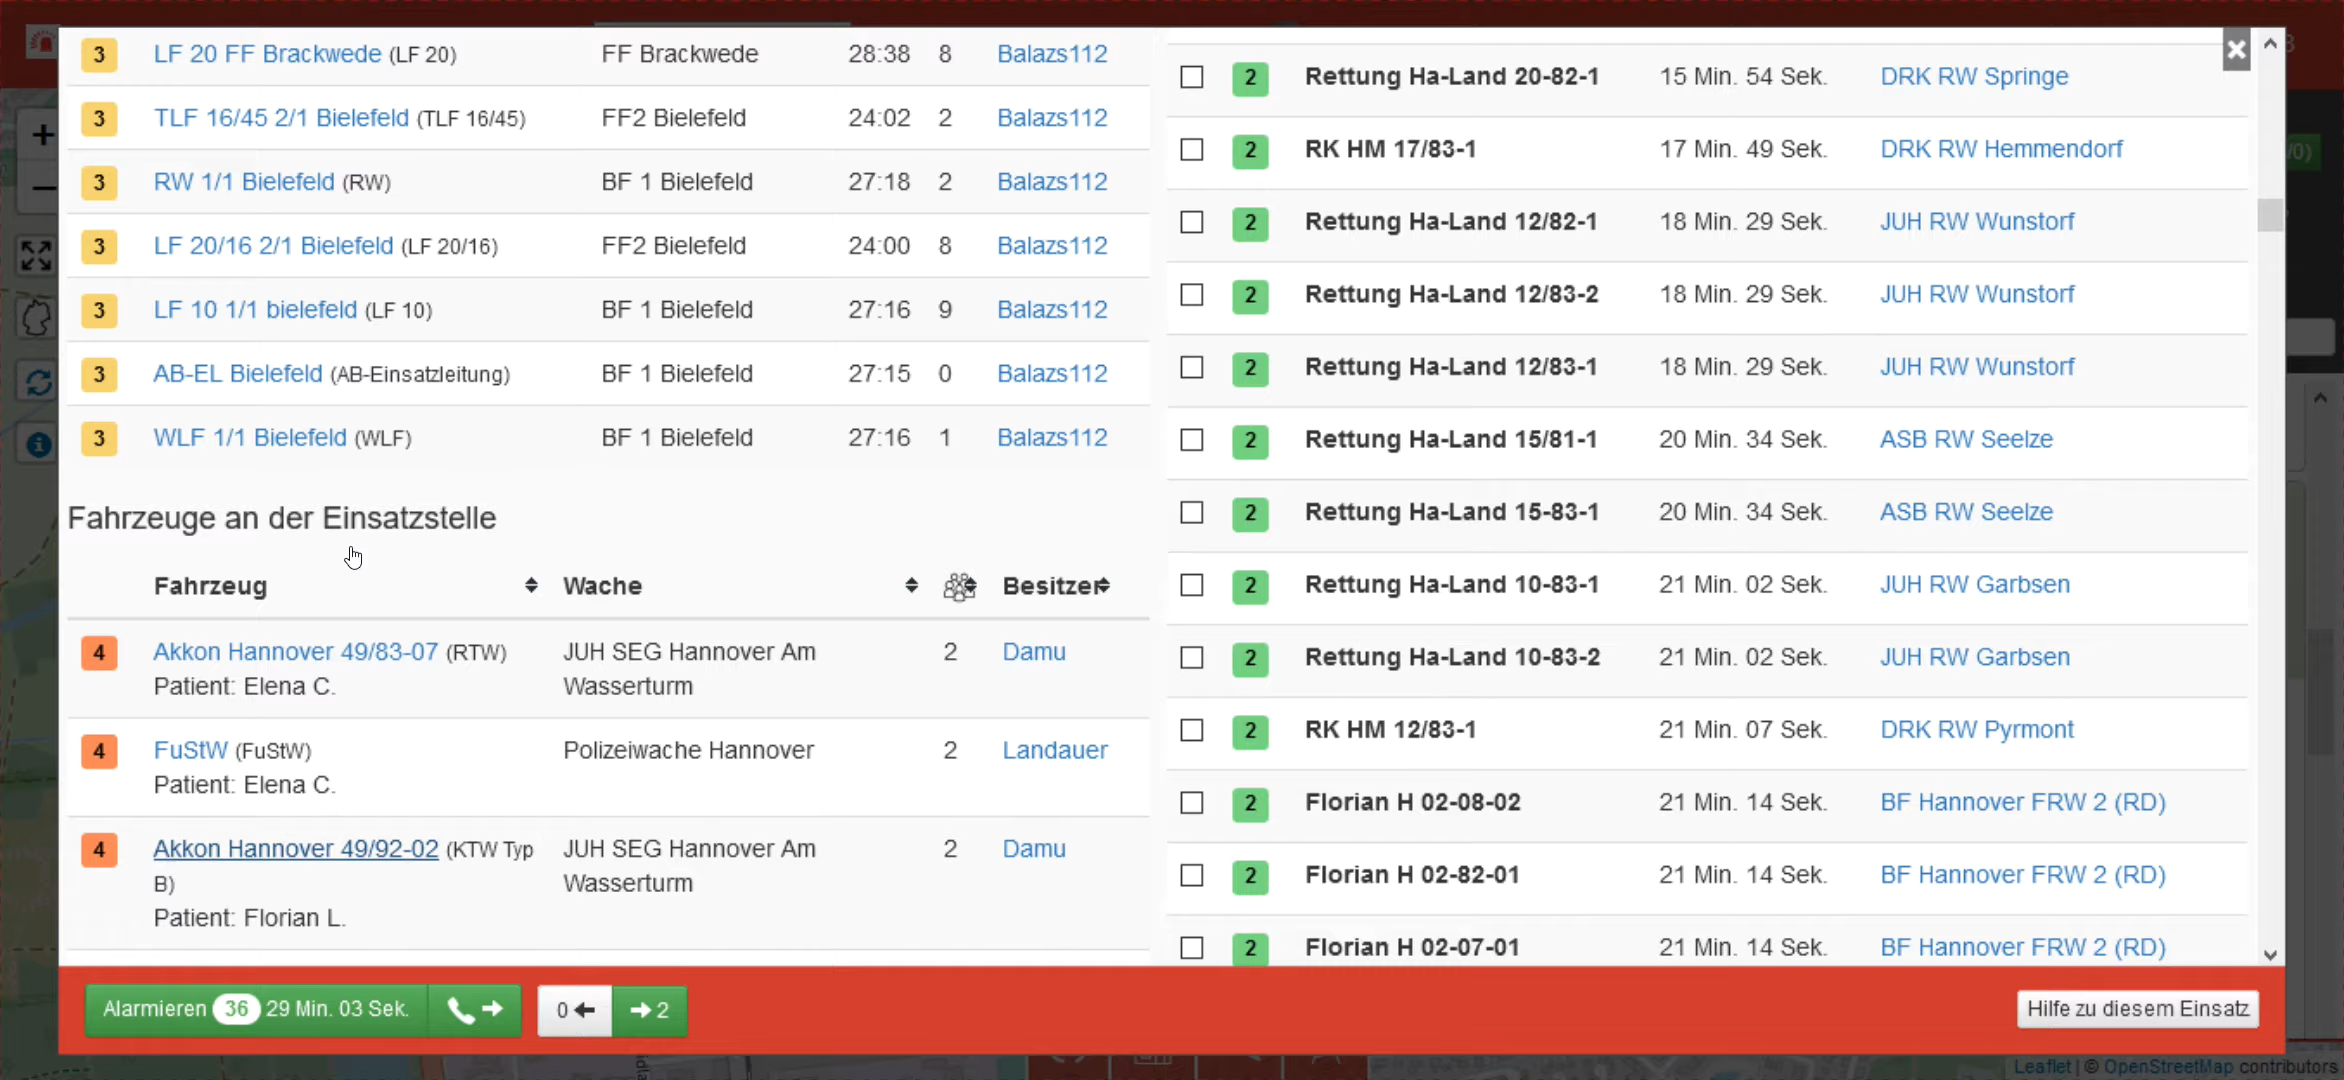 3 LF 20 FF Brackwede (LF 20) FF Brackwede 28:38 8 Balazs112
3 TLF 16/45 2/1 Bielefeld (TLF 16/45) FF2 Bielefeld 24:02 2 Balazs112
3 RW 1/1 Bielefeld (RW) BF 1 Bielefeld 27:18 2 Balazs112
3 LF 20/16 2/1 Bielefeld (LF 20/16) FF2 Bielefeld 24:00 8 Balazs112
3 LF 10 1/1 bielefeld (LF 10) BF 1 Bielefeld 27:16 9 Balazs112
3 AB-EL Bielefeld (AB-Einsatzleitung) BF 1 Bielefeld 27:15 0 Balazs112
3 WLF 1/1 Bielefeld (WLF) BF 1 Bielefeld 27:16 1 Balazs112
Fahrzeuge an der Einsatzstelle
Fahrzeug Wache Besitzer
4 Akkon Hannover 49/83-07 (RTW) JUH SEG Hannover Am 2 Damu
Patient: Elena C. Wasserturm
4 FuStW (FuStW) Polizeiwache Hannover 2 Landauer
Patient: Elena C.
4 Akkon Hannover 49/92-02 (KTW Typ JUH SEG Hannover Am 2 Damu
B) Wasserturm
Patient: Florian L.
2 Rettung Ha-Land 20-82-1 15 Min. 54 Sek. DRK RW Springe
2 RK HM 17/83-1 17 Min. 49 Sek. DRK RW Hemmendorf
2 Rettung Ha-Land 12/82-1 18 Min. 29 Sek. JUH RW Wunstorf
2 Rettung Ha-Land 12/83-2 18 Min. 29 Sek. JUH RW Wunstorf
2 Rettung Ha-Land 12/83-1 18 Min. 29 Sek. JUH RW Wunstorf
2 Rettung Ha-Land 15/81-1 20 Min. 34 Sek. ASB RW Seelze
2 Rettung Ha-Land 15-83-1 20 Min. 34 Sek. ASB RW Seelze
2 Rettung Ha-Land 10-83-1 21 Min. 02 Sek. JUH RW Garbsen
2 Rettung Ha-Land 10-83-2 21 Min. 02 Sek. JUH RW Garbsen
2 RK HM 12/83-1 21 Min. 07 Sek. DRK RW Pyrmont
2 Florian H 02-08-02 21 Min. 14 Sek. BF Hannover FRW 2 (RD)
2 Florian H 02-82-01 21 Min. 14 Sek. BF Hannover FRW 2 (RD)
2 Florian H 02-07-01 21 Min. 14 Sek. BF Hannover FRW 2 (RD)
Alarmieren 36 29 Min. 03 Sek. 0 2 Hilfe zu diesem Einsatz
Leaflet | © OpenStreetMap contributors